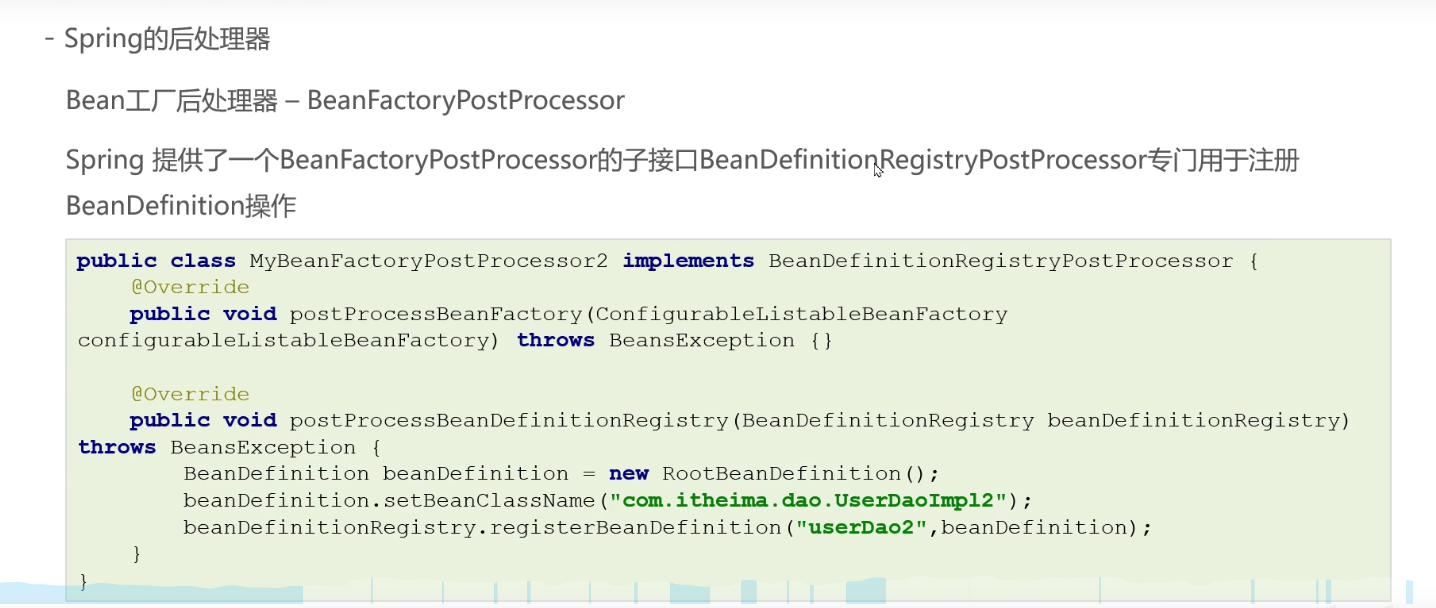 - Spring的后处理器
Bean工厂后处理器 – BeanFactoryPostProcessor
Spring 提供了一个BeanFactoryPostProcessor的子接口BeanDefinitionRegistryPostProcessor专门用于注册
BeanDefinition操作
public class MyBeanFactoryPostProcessor2 implements BeanDefinitionRegistryPostProcessor {
    @Override
    public void postProcessBeanFactory(ConfigurableListableBeanFactory
configurableListableBeanFactory) throws BeansException {}
    @Override
    public void postProcessBeanDefinitionRegistry(BeanDefinitionRegistry beanDefinitionRegistry)
throws BeansException {
        BeanDefinition beanDefinition = new RootBeanDefinition();
        beanDefinition.setBeanClassName("com.itheima.dao.UserDaoImpl2");
        beanDefinitionRegistry.registerBeanDefinition("userDao2",beanDefinition);
    }
}